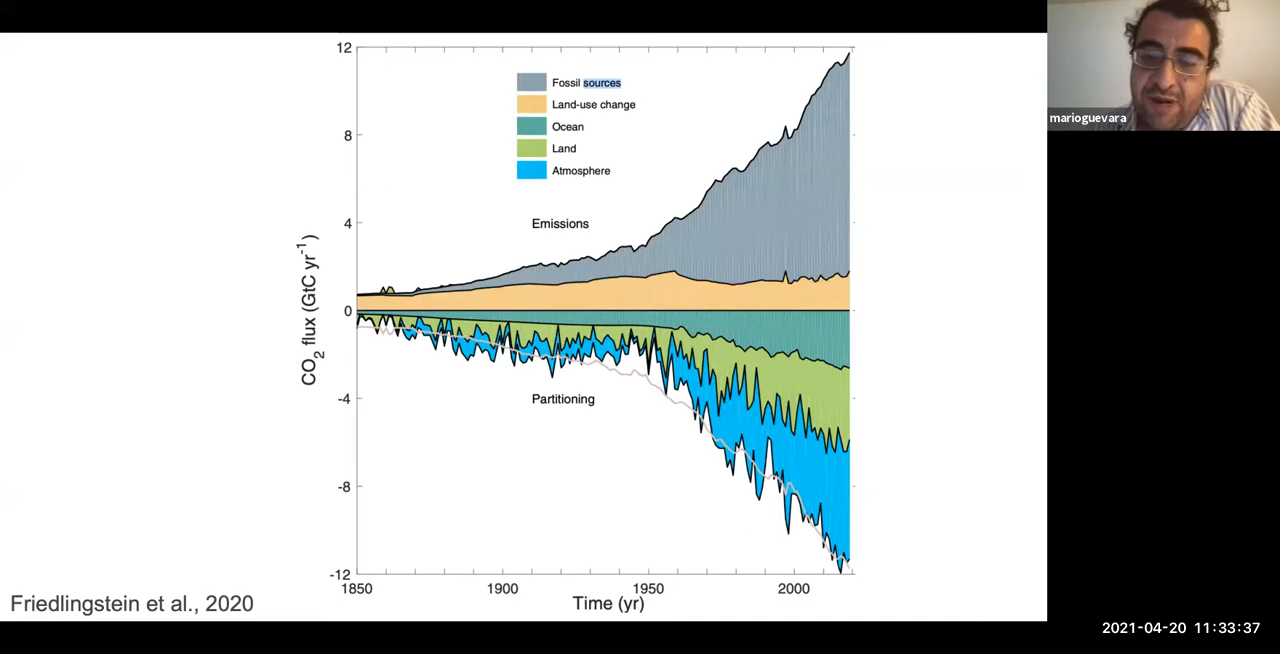 12
8
4
0
-4
-8
-12
CO2 flux (GtC yr-1)
Fossil sources
Land-use change
Ocean
Land
Atmosphere
Emissions
Partitioning
1850 1900 1950 2000
Time (yr)
Friedlingstein et al., 2020
marioguevara
2021-04-20 11:33:37